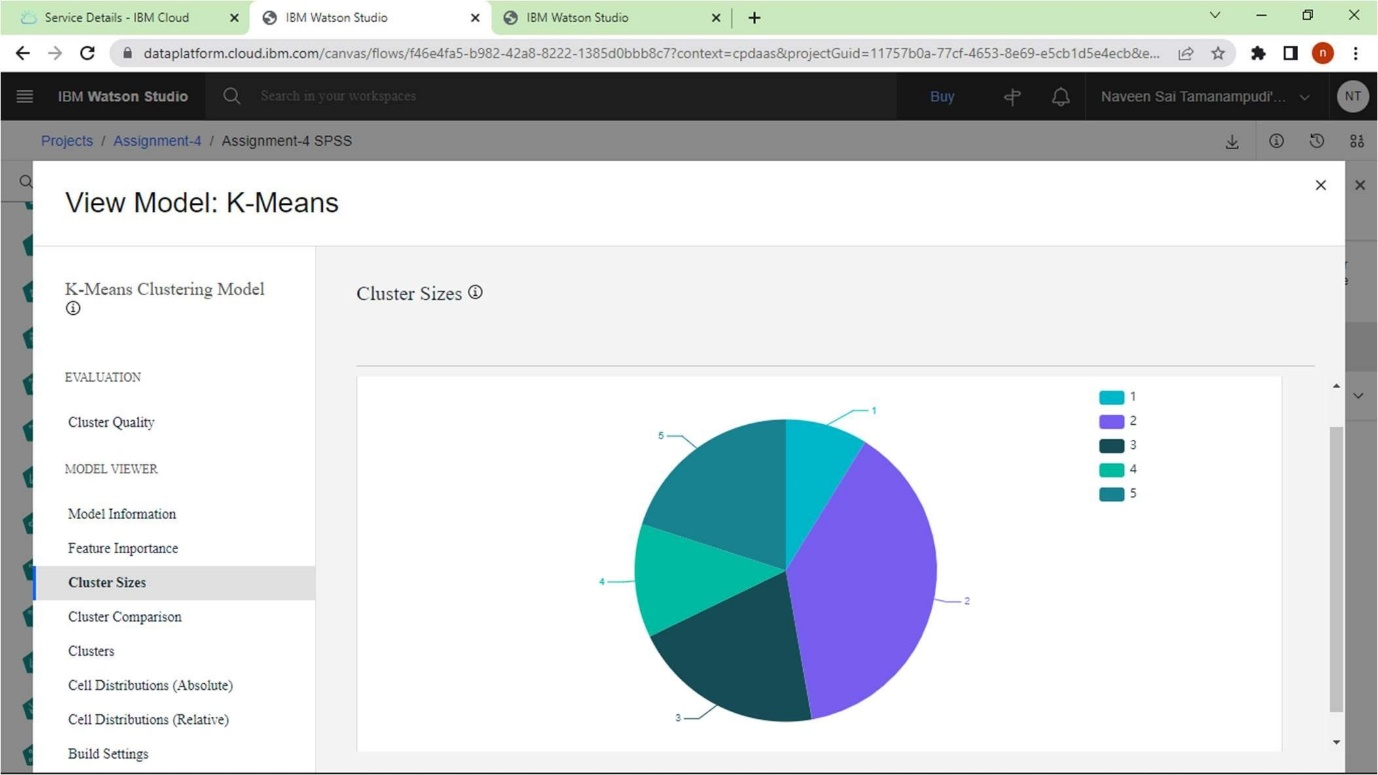 Service Details - IBM Cloud
IBM Watson Studio
IBM Watson Studio
dataplatform.cloud.ibm.com/canvas/flows/f46e4fa5-b982-42a8-8222-1385d0bbb8c7?context=cpdaas&projectGuid=11757b0a-77cf-4653-8e69-e5cb1d5e4ecb&e...
n
IBM Watson Studio
Search in your workspaces
Buy
Naveen Sai Tamanampudi'...
NT
Projects / Assignment-4 / Assignment-4 SPSS
View Model: K-Means
K-Means Clustering Model
EVALUATION
Cluster Quality
MODEL VIEWER
Model Information
Feature Importance
Cluster Sizes
Cluster Comparison
Clusters
Cell Distributions (Absolute)
Cell Distributions (Relative)
Build Settings
Cluster Sizes
1
2
3
4
5
1
2
3
4
5